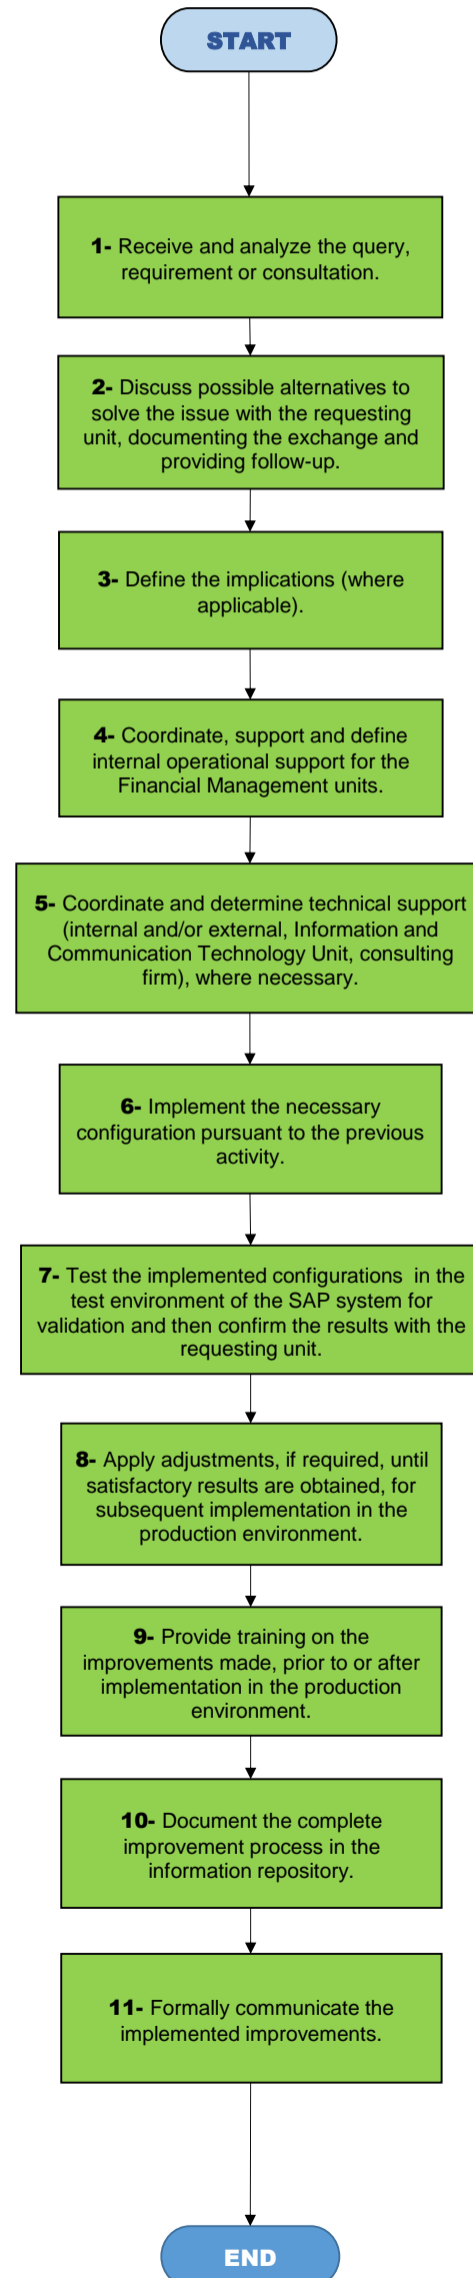 START
1- Receive and analyze the query,
requirement or consultation.
2- Discuss possible alternatives to
solve the issue with the requesting
unit, documenting the exchange and
providing follow-up.
3- Define the implications (where
applicable).
4- Coordinate, support and define
internal operational support for the
Financial Management units.
5- Coordinate and determine technical support
(internal and/or external, Information and
Communication Technology Unit, consulting
firm), where necessary.
6- Implement the necessary
configuration pursuant to the previous
activity.
7- Test the implemented configurations  in the
test environment of the SAP system for
validation and then confirm the results with the
requesting unit.
8- Apply adjustments, if required, until
satisfactory results are obtained, for
subsequent implementation in the
production environment.
9- Provide training on the
improvements made, prior to or after
implementation in the production
environment.
10- Document the complete
improvement process in the
information repository.
11- Formally communicate the
implemented improvements.
END